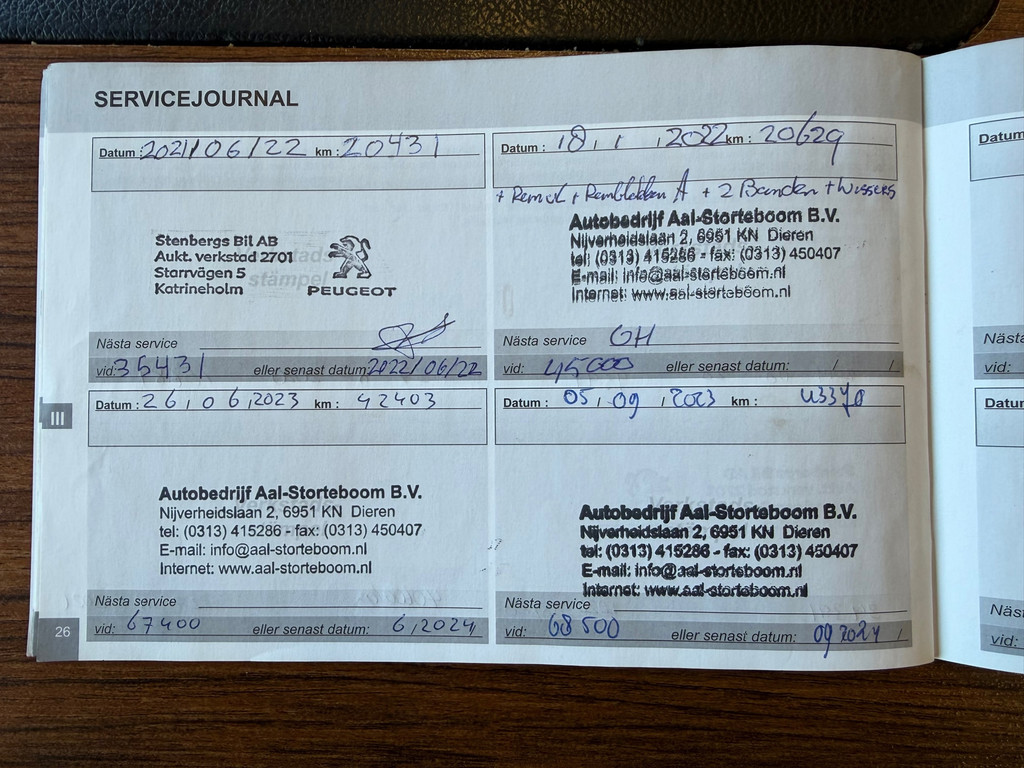 SERVICEJOURNAL
Datum : 2021/06/22 km : 20431
Stenbergs Bil AB
Aukt. verkstad 2701
Starrvägen 5
Katrineholm
PEUGEOT
Verkstads
stämpel
Nästa service
vid: 35431 eller senast datum: 2022/06/22
Datum : 18, 1, 2022 km : 20629
+ + A + 2 Banden + Wissers
Autobedrijf Aal-Storteboom B.V.
Nijverheidslaan 2, 6951 KN Dieren
tel: (0313) 415286 - fax: (0313) 450407
E-mail: info@aal-storteboom.nl
Internet: www.aal-storteboom.nl
Nästa service GH
vid: 45000 eller senast datum: / /
Datum : 26, 06, 2023 km : 42403
Autobedrijf Aal-Storteboom B.V.
Nijverheidslaan 2, 6951 KN Dieren
tel: (0313) 415286 - fax: (0313) 450407
E-mail: info@aal-storteboom.nl
Internet: www.aal-storteboom.nl
Nästa service
vid: 67400 eller senast datum: 6, 2024,
Datum : 05, 09, 2023 km : 43370
Autobedrijf Aal-Storteboom B.V.
Nijverheidslaan 2, 6951 KN Dieren
tel: (0313) 415286 - fax: (0313) 450407
E-mail: info@aal-storteboom.nl
Internet: www.aal-storteboom.nl
Nästa service
vid: 68500 eller senast datum: 09 2024 /
III
26
Datum
Nästa
vid:
Datum
Näst
vid: